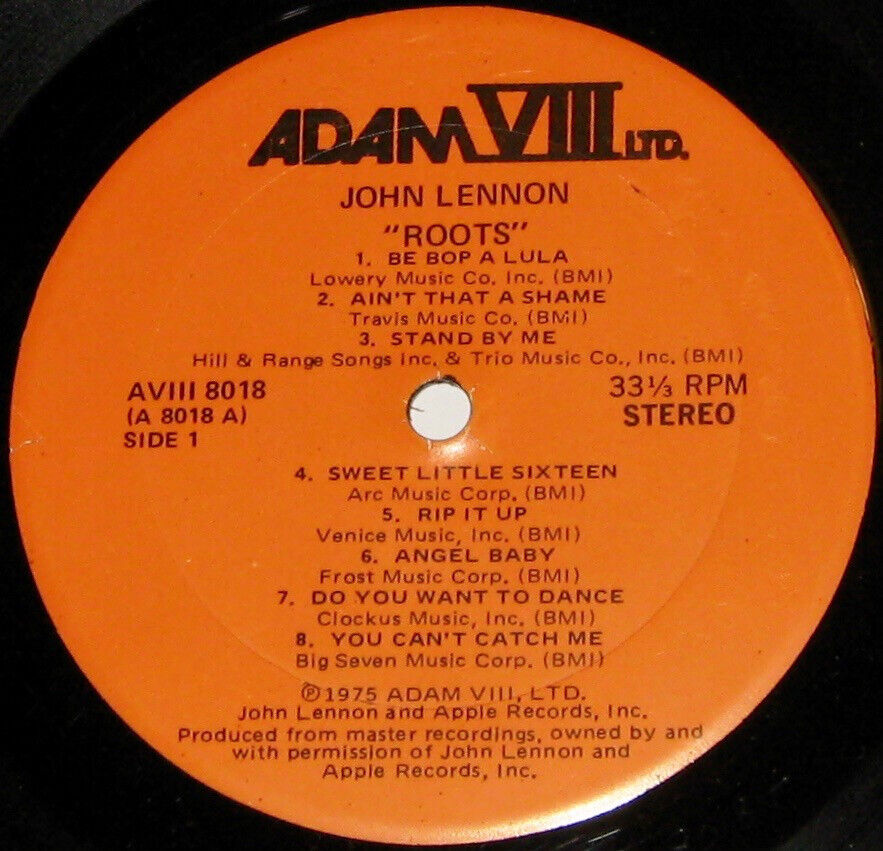 ADAM VIII LTD.
JOHN LENNON
"ROOTS"
1. BE BOP A LULA
Lowery Music Co. Inc. (BMI)
2. AIN'T THAT A SHAME
Travis Music Co. (BMI)
3. STAND BY ME
Hill & Range Songs Inc. & Trio Music Co., Inc. (BMI)
AVIII 8018
(A 8018 A)
SIDE 1
33⅓ RPM
STEREO
4. SWEET LITTLE SIXTEEN
Arc Music Corp. (BMI)
5. RIP IT UP
Venice Music, Inc. (BMI)
6. ANGEL BABY
Frost Music Corp. (BMI)
7. DO YOU WANT TO DANCE
Clockus Music, Inc. (BMI)
8. YOU CAN'T CATCH ME
Big Seven Music Corp. (BMI)
℗1975 ADAM VIII, LTD.
John Lennon and Apple Records, Inc.
Produced from master recordings, owned by and
with permission of John Lennon and
Apple Records, Inc.